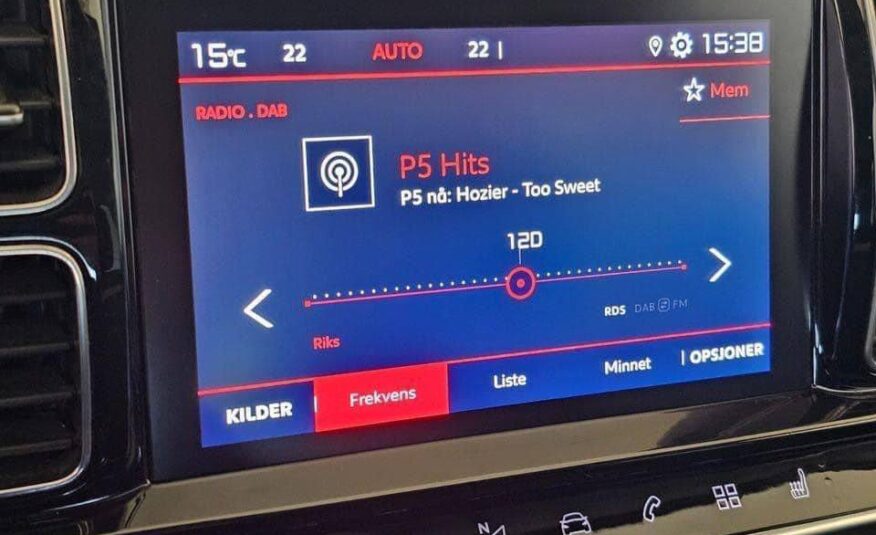 15°C 22 AUTO 22 15:38
Mem
RADIO . DAB
P5 Hits
P5 nå: Hozier - Too Sweet
12D
RDS DAB FM
Riks
KILDER Frekvens Liste Minnet OPSJONER
N